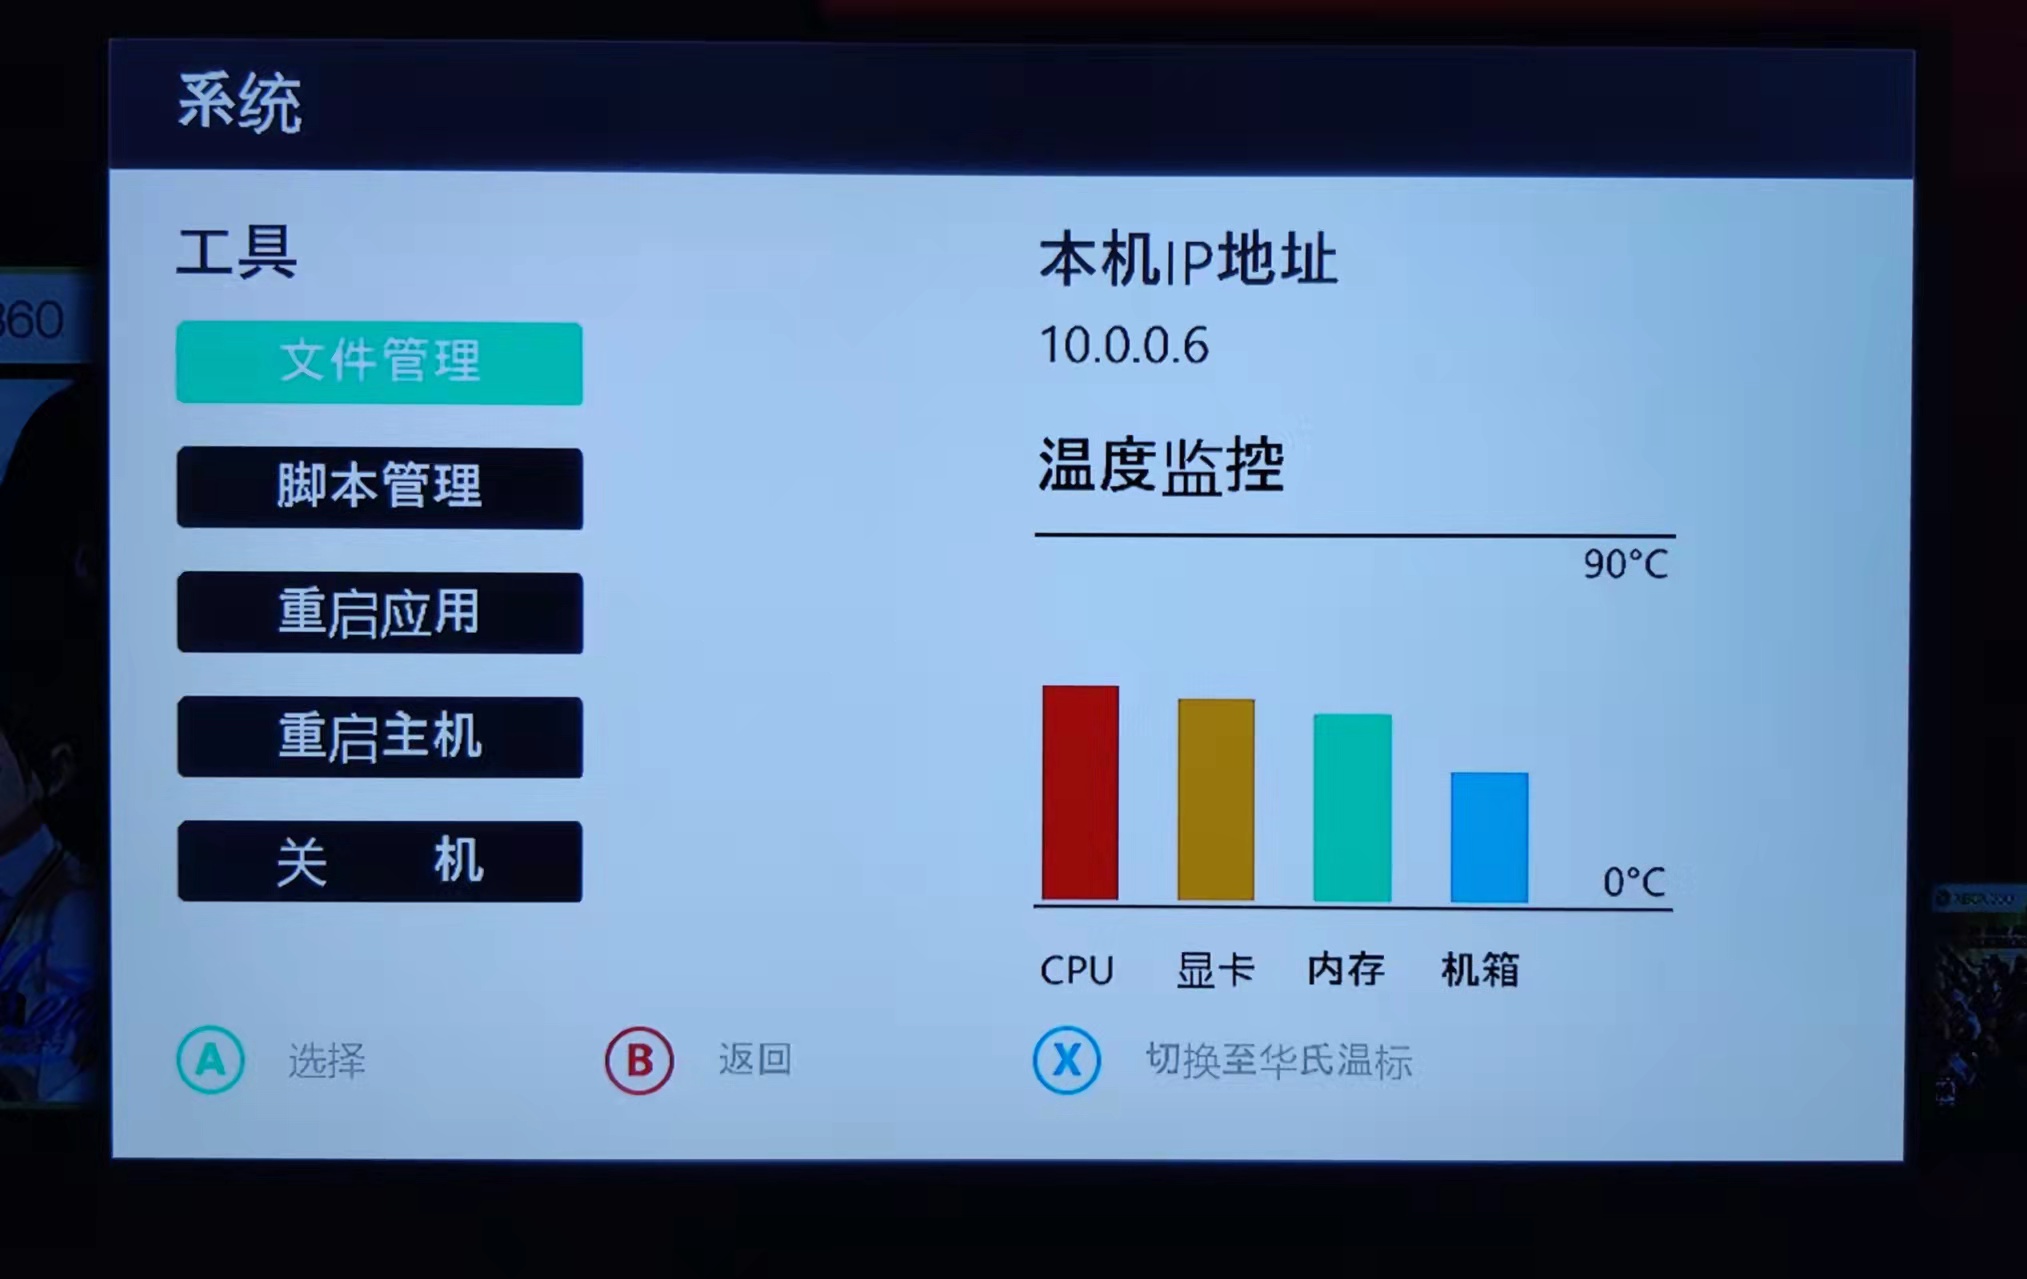 系统
工具
文件管理
脚本管理
重启应用
重启主机
关 机
本机IP地址
10.0.0.6
温度监控
90°C
0°C
CPU 显卡 内存 机箱
A 选择 B 返回 X 切换至华氏温标
360
XBOX 360